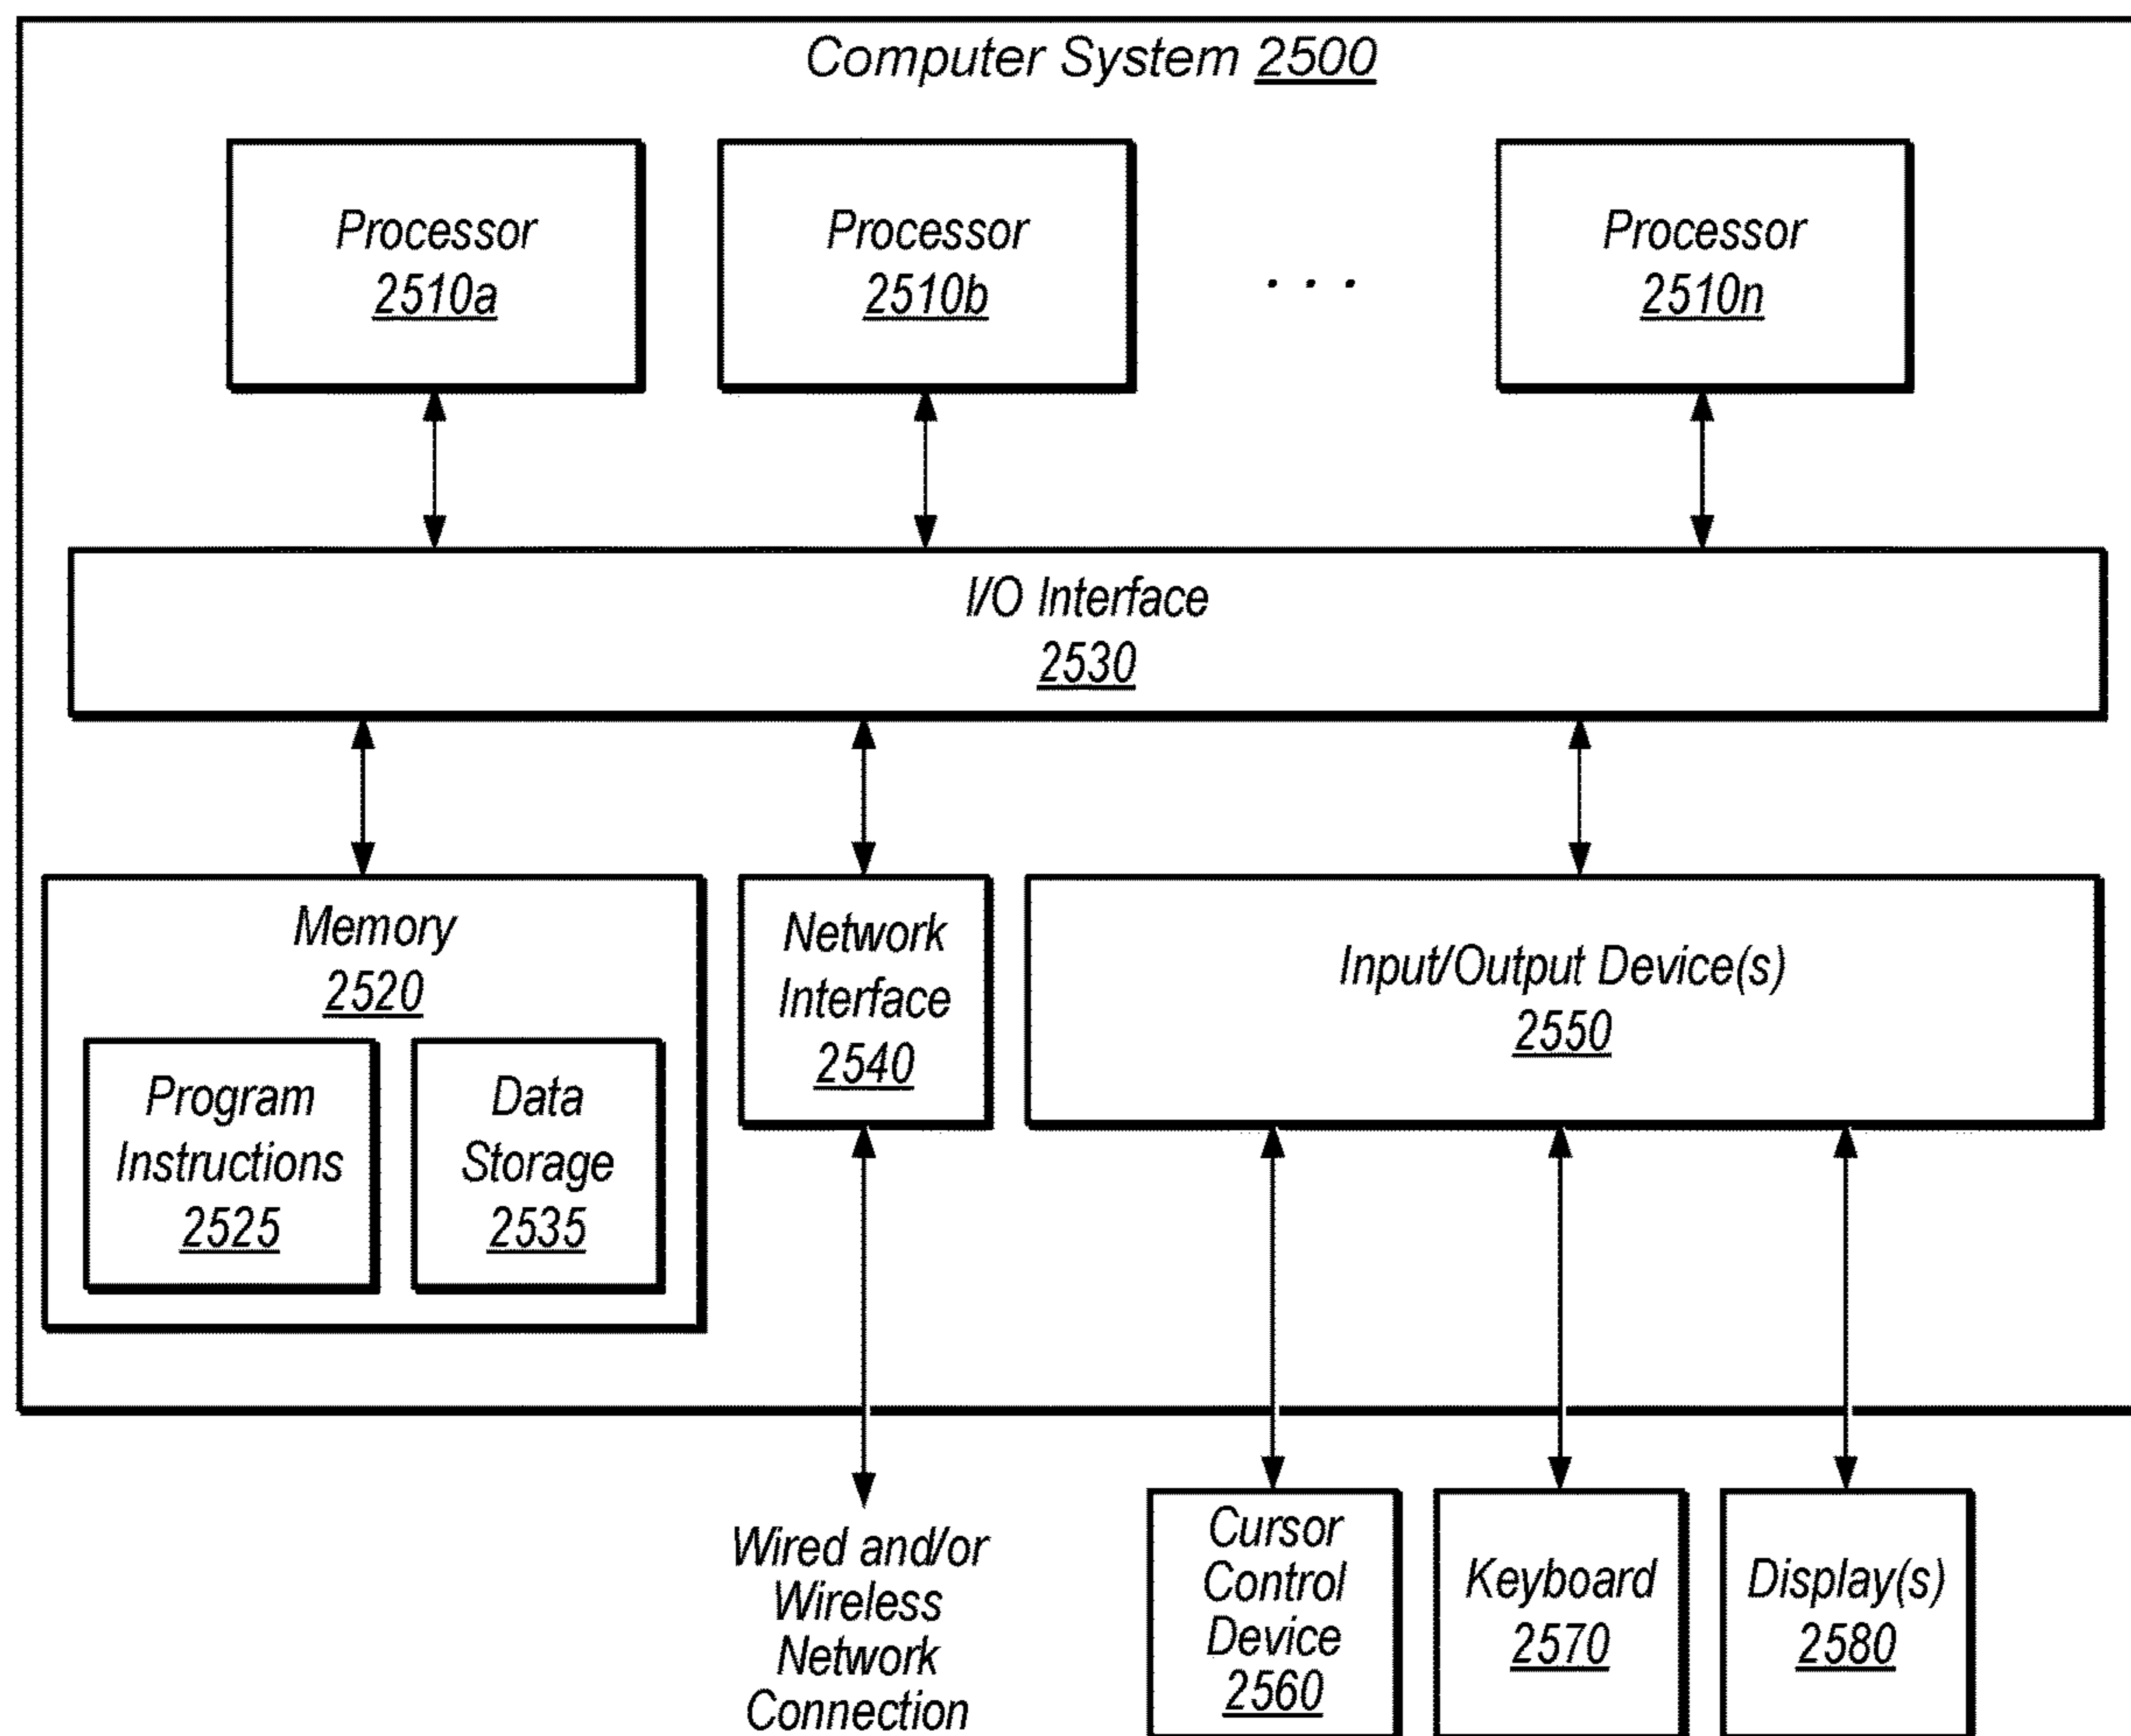 Computer System 2500
Processor
2510a
Processor
2510b
. . .
Processor
2510n
I/O Interface
2530
Memory
2520
Program
Instructions
2525
Data
Storage
2535
Network
Interface
2540
Input/Output Device(s)
2550
Wired and/or
Wireless
Network
Connection
Cursor
Control
Device
2560
Keyboard
2570
Display(s)
2580